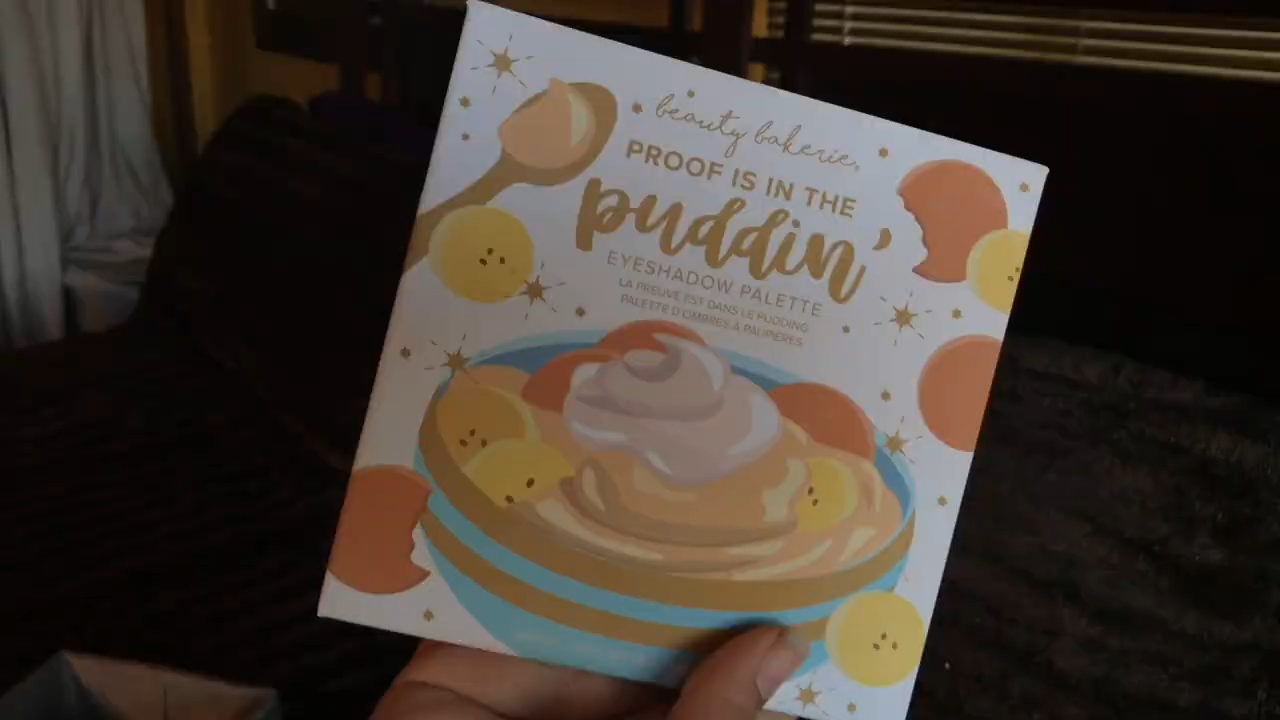 beauty bakerie
PROOF IS IN THE
puddin'
EYESHADOW PALETTE
LA PREUVE EST DANS LE PUDDING
PALETTE D'OMBRES À PAUPIÈRES